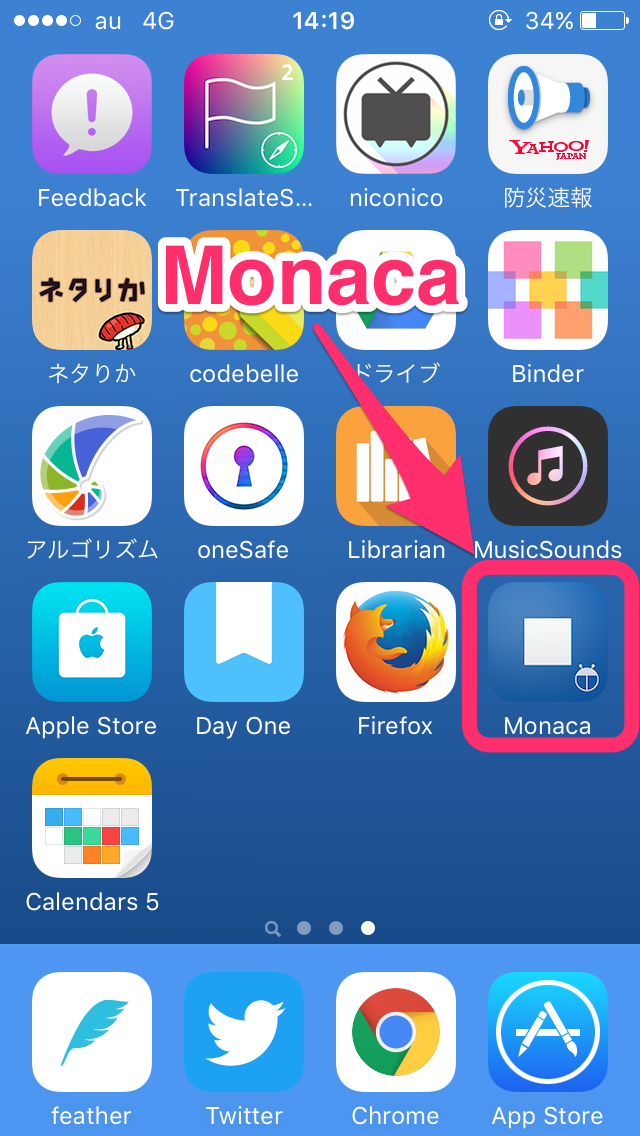 au 4G 14:19 34%
2
YAHOO!
JAPAN
Feedback TranslateS... niconico 防災速報
ネタりか
Monaca
ネタりか codebelle ドライブ Binder
アルゴリズム oneSafe Librarian MusicSounds
Apple Store Day One Firefox Monaca
Calendars 5
feather Twitter Chrome App Store